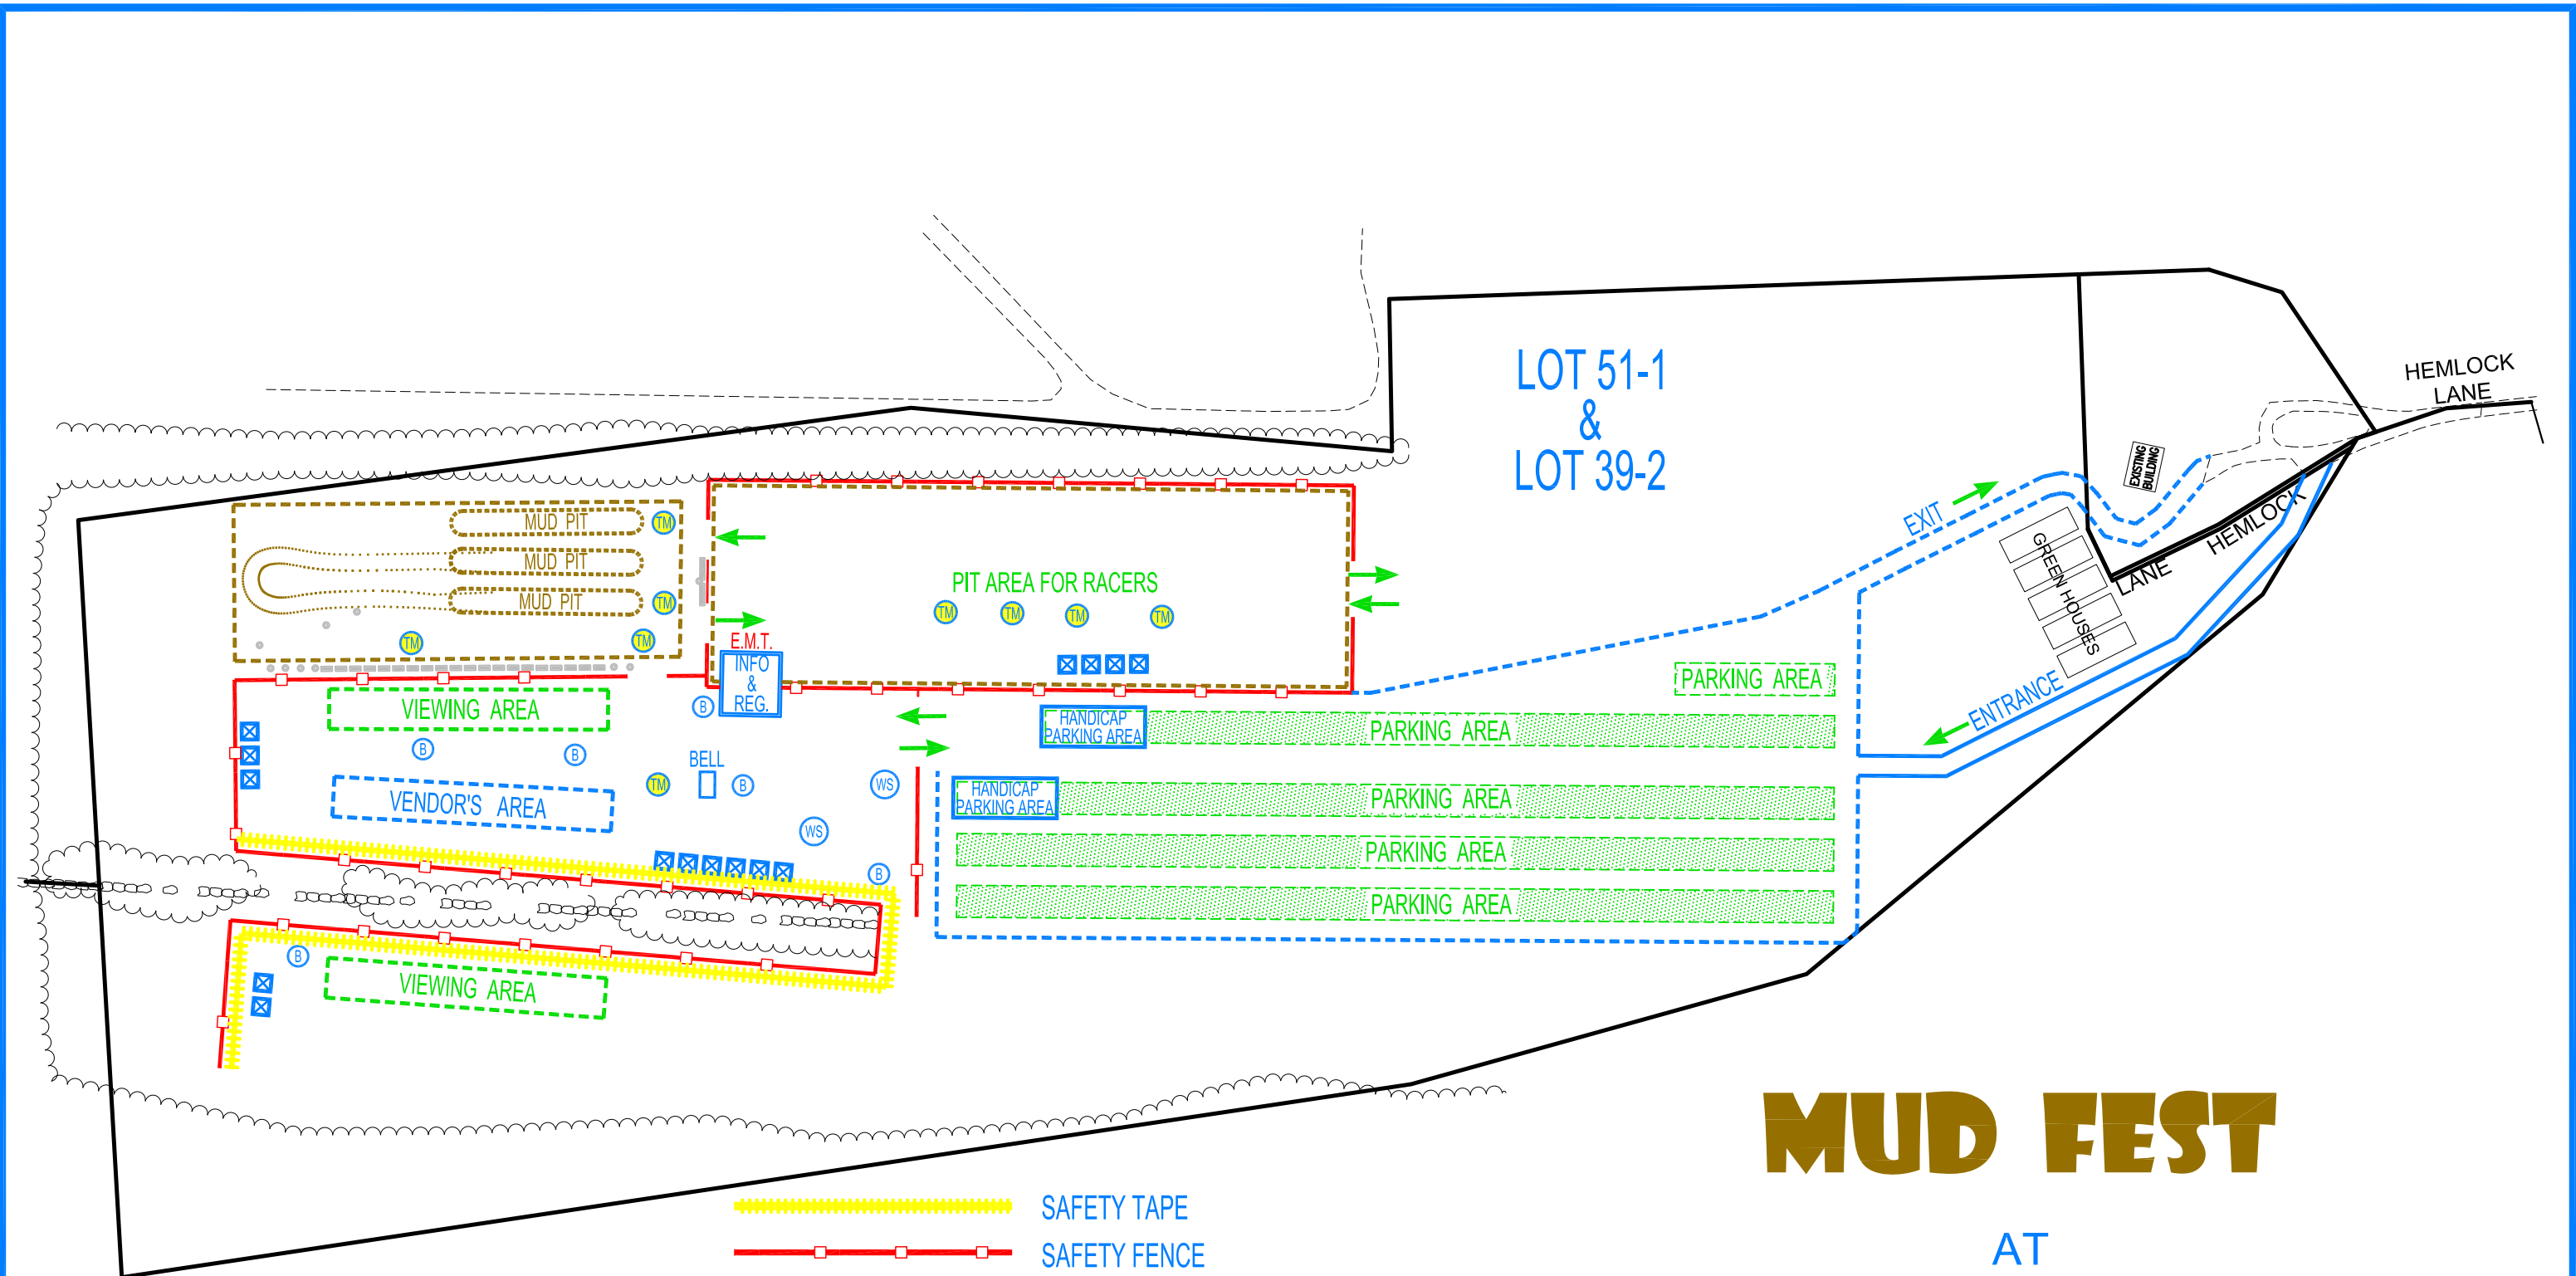 LOT 51-1
&
LOT 39-2
HEMLOCK
LANE
EXISTING
BUILDING
HEMLOCK
LANE
EXIT
GREEN HOUSES
ENTRANCE
MUD PIT
TM
MUD PIT
MUD PIT
TM
TM
TM
PIT AREA FOR RACERS
TM
TM
TM
TM
E.M.T.
INFO
&
REG.
B
VIEWING AREA
B
B
VENDOR'S AREA
TM
BELL
B
WS
WS
B
PARKING AREA
HANDICAP
PARKING AREA
PARKING AREA
HANDICAP
PARKING AREA
PARKING AREA
PARKING AREA
PARKING AREA
B
VIEWING AREA
SAFETY TAPE
SAFETY FENCE
MUD FEST
AT